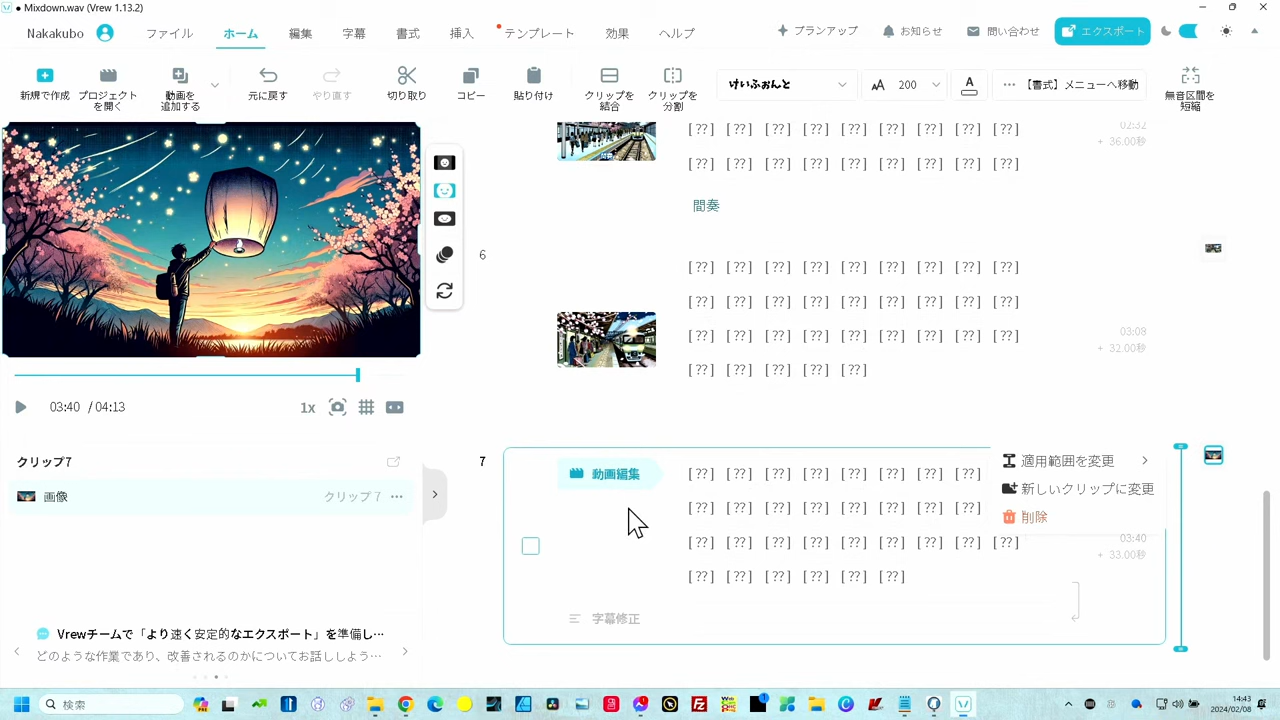 ● Mixdown.wav (Vrew 1.13.2)
Nakakubo ファイル ホーム 編集 字幕 書式 挿入 テンプレート 効果 ヘルプ プランアップ お知らせ 問い合わせ エクスポート
新規で作成 プロジェクトを開く 動画を追加する 元に戻す やり直す 切り取り コピー 貼り付け クリップを結合 クリップを分割 けいふぉんと 200 【書式】メニューへ移動 無音区間を短縮
[??] [??] [??] [??] [??] [??] [??] [??] [??] 02:32
+ 36.00秒
[??] [??] [??] [??] [??] [??] [??] [??] [??]
間奏
6
[??] [??] [??] [??] [??] [??] [??] [??] [??]
[??] [??] [??] [??] [??] [??] [??] [??] [??]
[??] [??] [??] [??] [??] [??] [??] [??] [??] 03:08
+ 32.00秒
[??] [??] [??] [??] [??]
1x
03:40 / 04:13
クリップ7
画像 クリップ 7
7
動画編集 [??] [??] [??] [??] [??] [??] [??] [??]
[??] [??] [??] [??] [??] [??] [??] [??]
[??] [??] [??] [??] [??] [??] [??] [??] [??] 03:40
+ 33.00秒
[??] [??] [??] [??] [??] [??]
字幕修正
適用範囲を変更
新しいクリップに変更
削除
Vrewチームで「より速く安定的なエクスポート」を準備し…
どのような作業であり、改善されるのかについてお話ししよう…
検索
14:43
2024/02/08